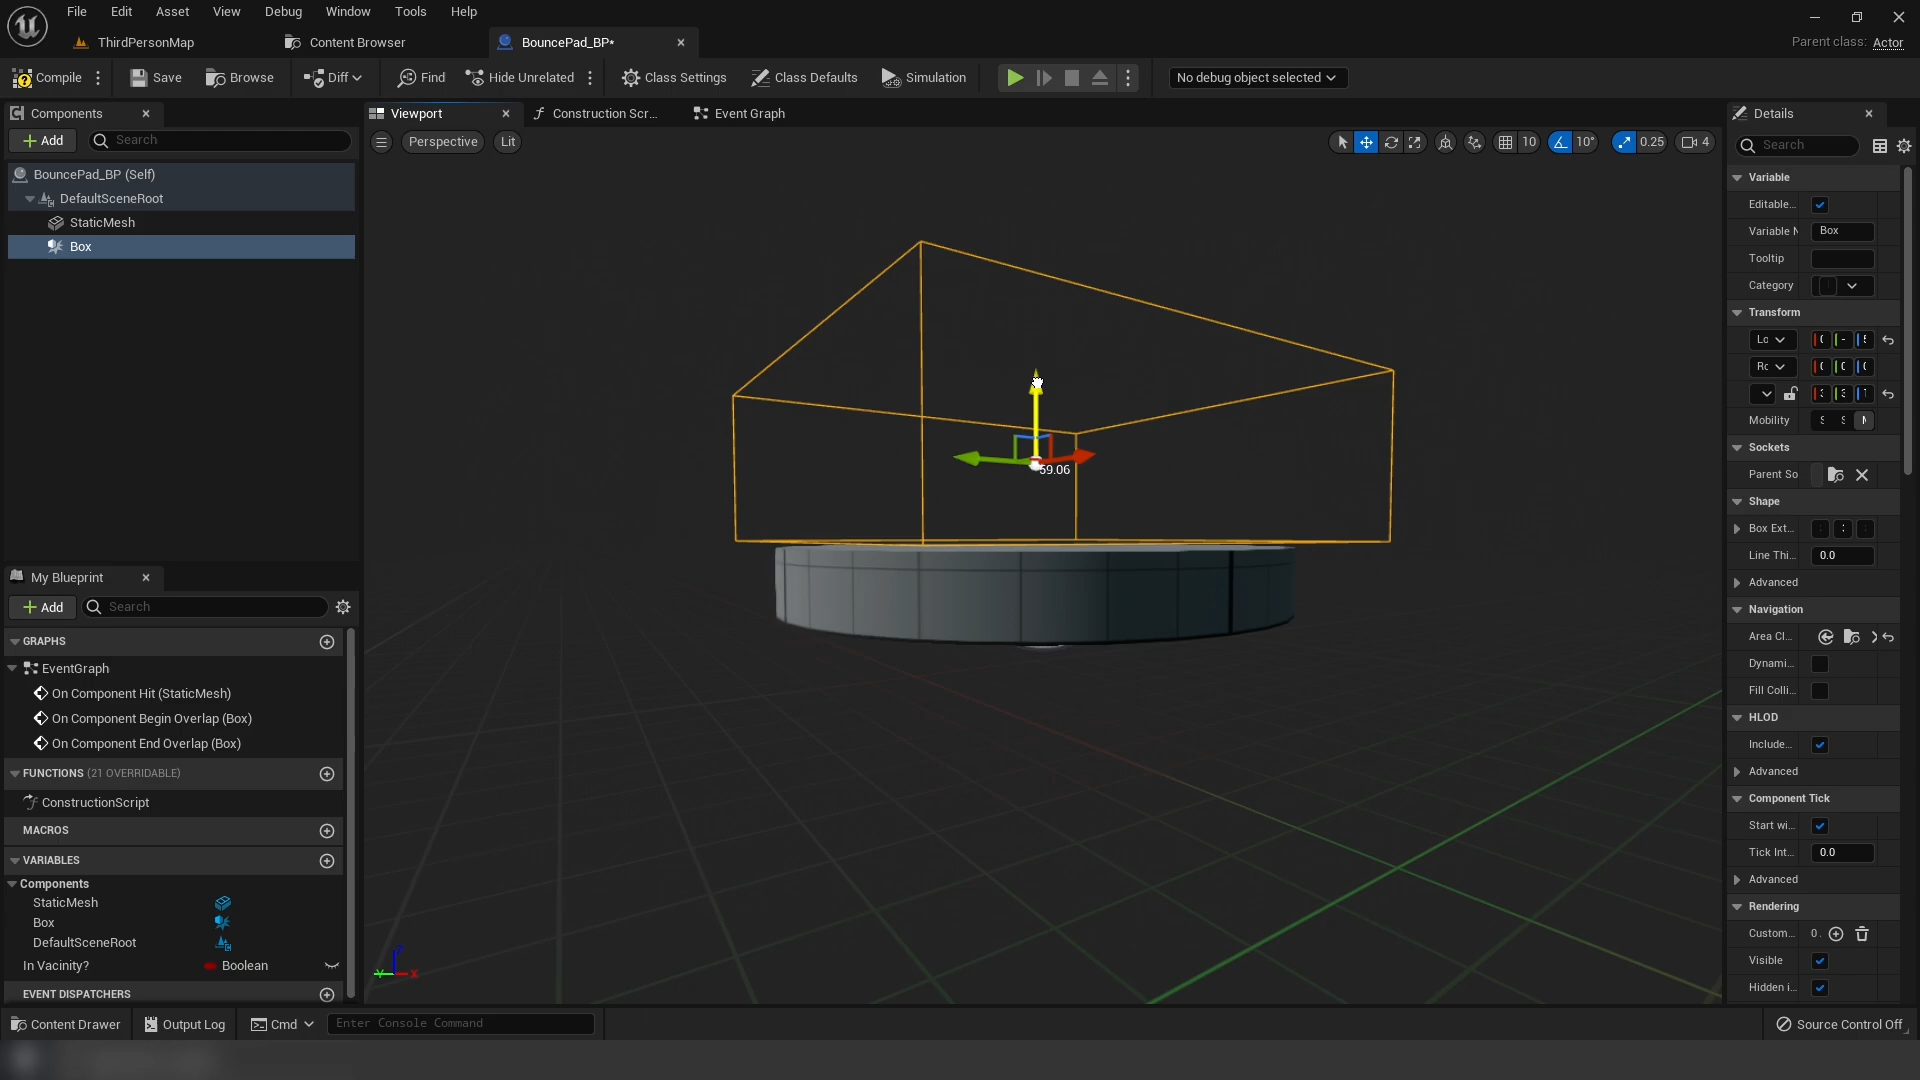 File Edit Asset View Debug Window Tools Help
ThirdPersonMap Content Browser BouncePad_BP* Parent class: Actor
Compile Save Browse Diff Find Hide Unrelated Class Settings Class Defaults Simulation No debug object selected
Components Viewport Construction Scr... Event Graph Details
Add Search Perspective Lit 10 10° 0.25 4 Search
BouncePad_BP (Self)
DefaultSceneRoot
StaticMesh
Box
59.06
My Blueprint
Add Search
GRAPHS
EventGraph
On Component Hit (StaticMesh)
On Component Begin Overlap (Box)
On Component End Overlap (Box)
FUNCTIONS (21 OVERRIDABLE)
ConstructionScript
MACROS
VARIABLES
Components
StaticMesh
Box
DefaultSceneRoot
In Vacinity? Boolean
EVENT DISPATCHERS
Variable
Editable...
Variable N Box
Tooltip
Category
Transform
Lo
Ro
Mobility
Sockets
Parent So
Shape
Box Ext...
Line Thi... 0.0
Advanced
Navigation
Area Cl...
Dynami...
Fill Colli...
HLOD
Include...
Advanced
Component Tick
Start wi...
Tick Int... 0.0
Advanced
Rendering
Custom... 0
Visible
Hidden i...
Content Drawer Output Log Cmd Enter Console Command Source Control Off